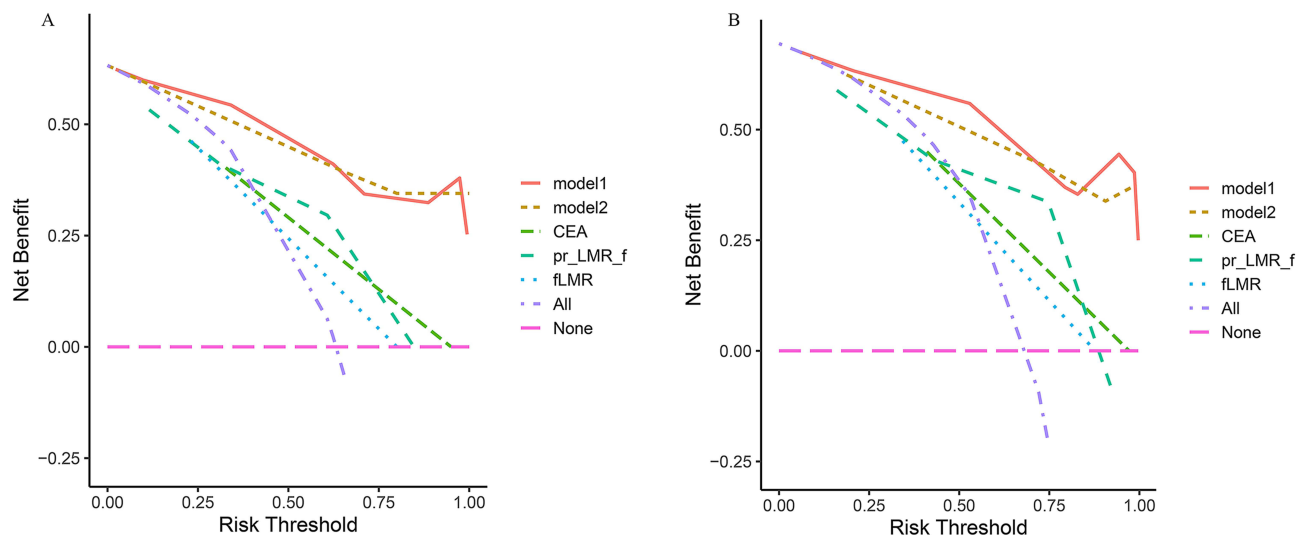 A
Net Benefit
0.50
0.25
0.00
−0.25
0.00 0.25 0.50 0.75 1.00
Risk Threshold
model1
model2
CEA
pr_LMR_f
fLMR
All
None
B
Net Benefit
0.50
0.25
0.00
−0.25
0.00 0.25 0.50 0.75 1.00
Risk Threshold
model1
model2
CEA
pr_LMR_f
fLMR
All
None